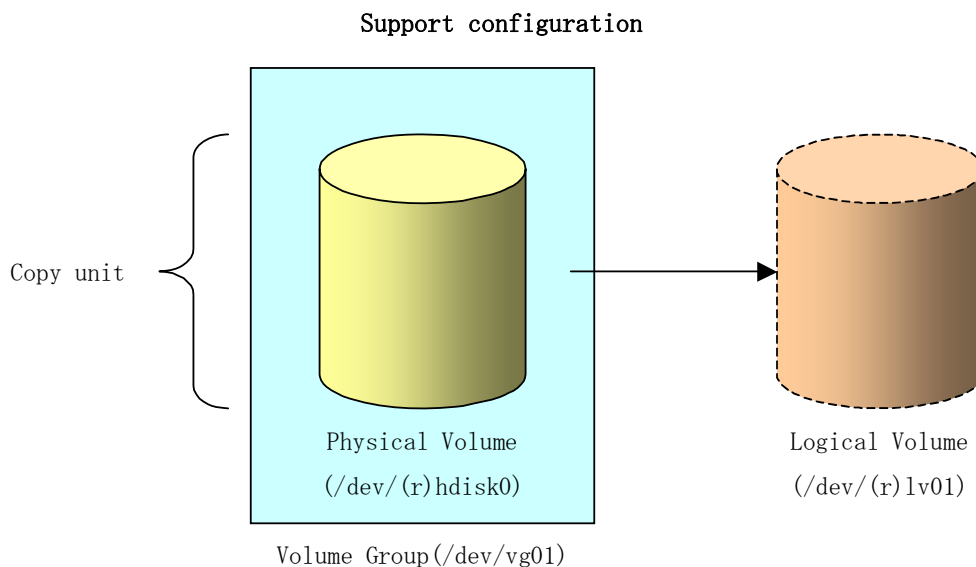 Support configuration
Copy unit
Physical Volume
(/dev/(r)hdisk0)
Logical Volume
(/dev/(r)lv01)
Volume Group(/dev/vg01)